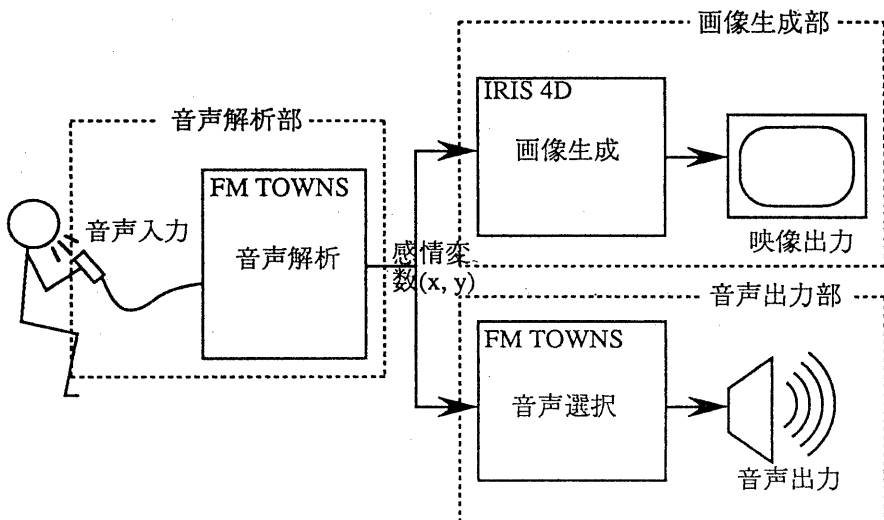 画像生成部
IRIS 4D
画像生成
映像出力
音声解析部
FM TOWNS
音声入力
音声解析
感情変
数(x, y)
音声出力部
FM TOWNS
音声選択
音声出力